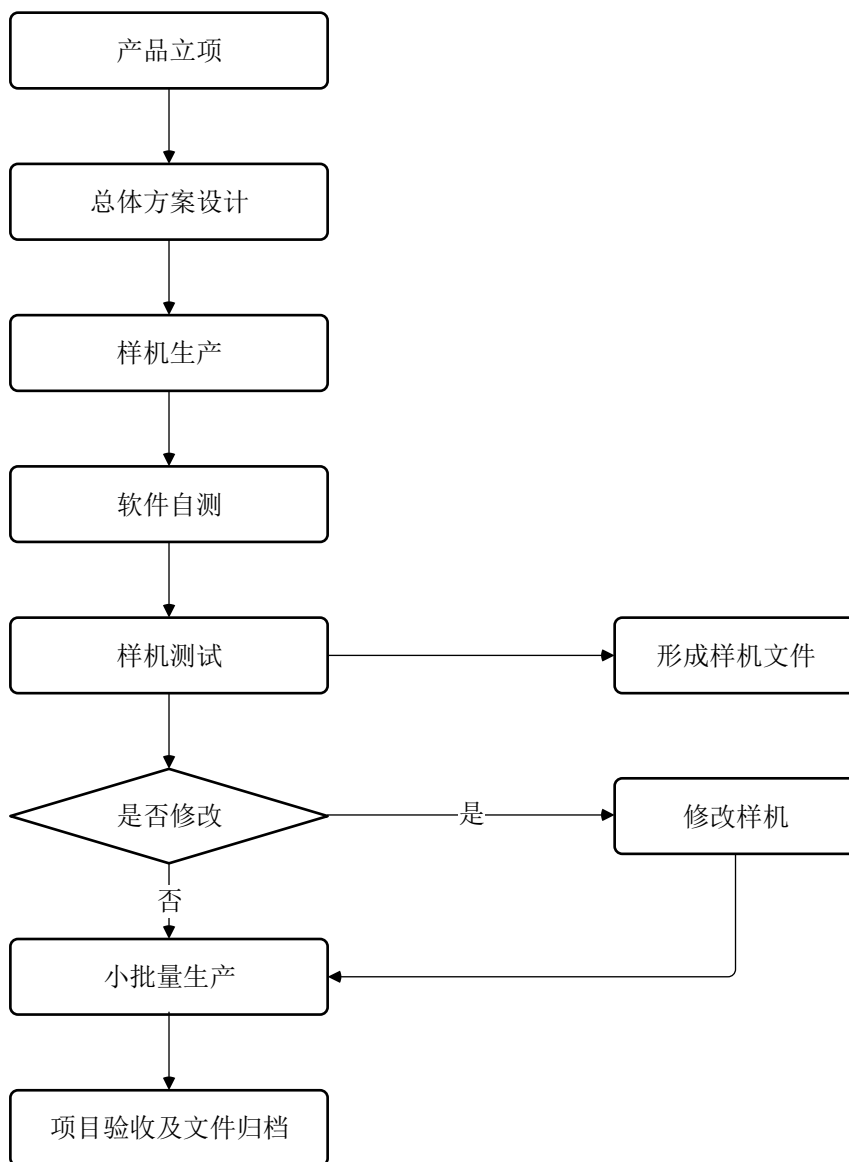 产品立项
总体方案设计
样机生产
软件自测
样机测试
形成样机文件
是否修改
是
修改样机
否
小批量生产
项目验收及文件归档